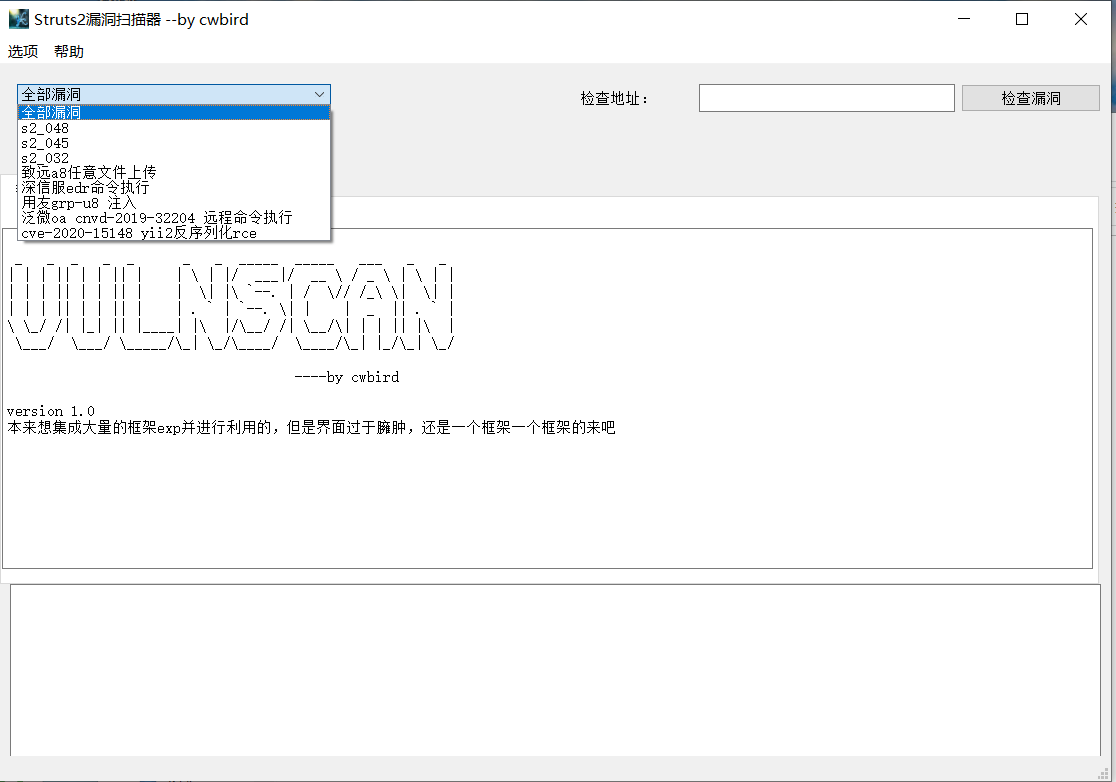 Struts2漏洞扫描器 --by cwbird
选项 帮助
全部漏洞
检查地址：
检查漏洞
全部漏洞
s2_048
s2_045
s2_032
致远a8任意文件上传
深信服edr命令执行
用友grp-u8 注入
泛微oa cnvd-2019-32204 远程命令执行
cve-2020-15148 yii2反序列化rce
VULNSCAN
----by cwbird
version 1.0
本来想集成大量的框架exp并进行利用的，但是界面过于臃肿，还是一个框架一个框架的来吧